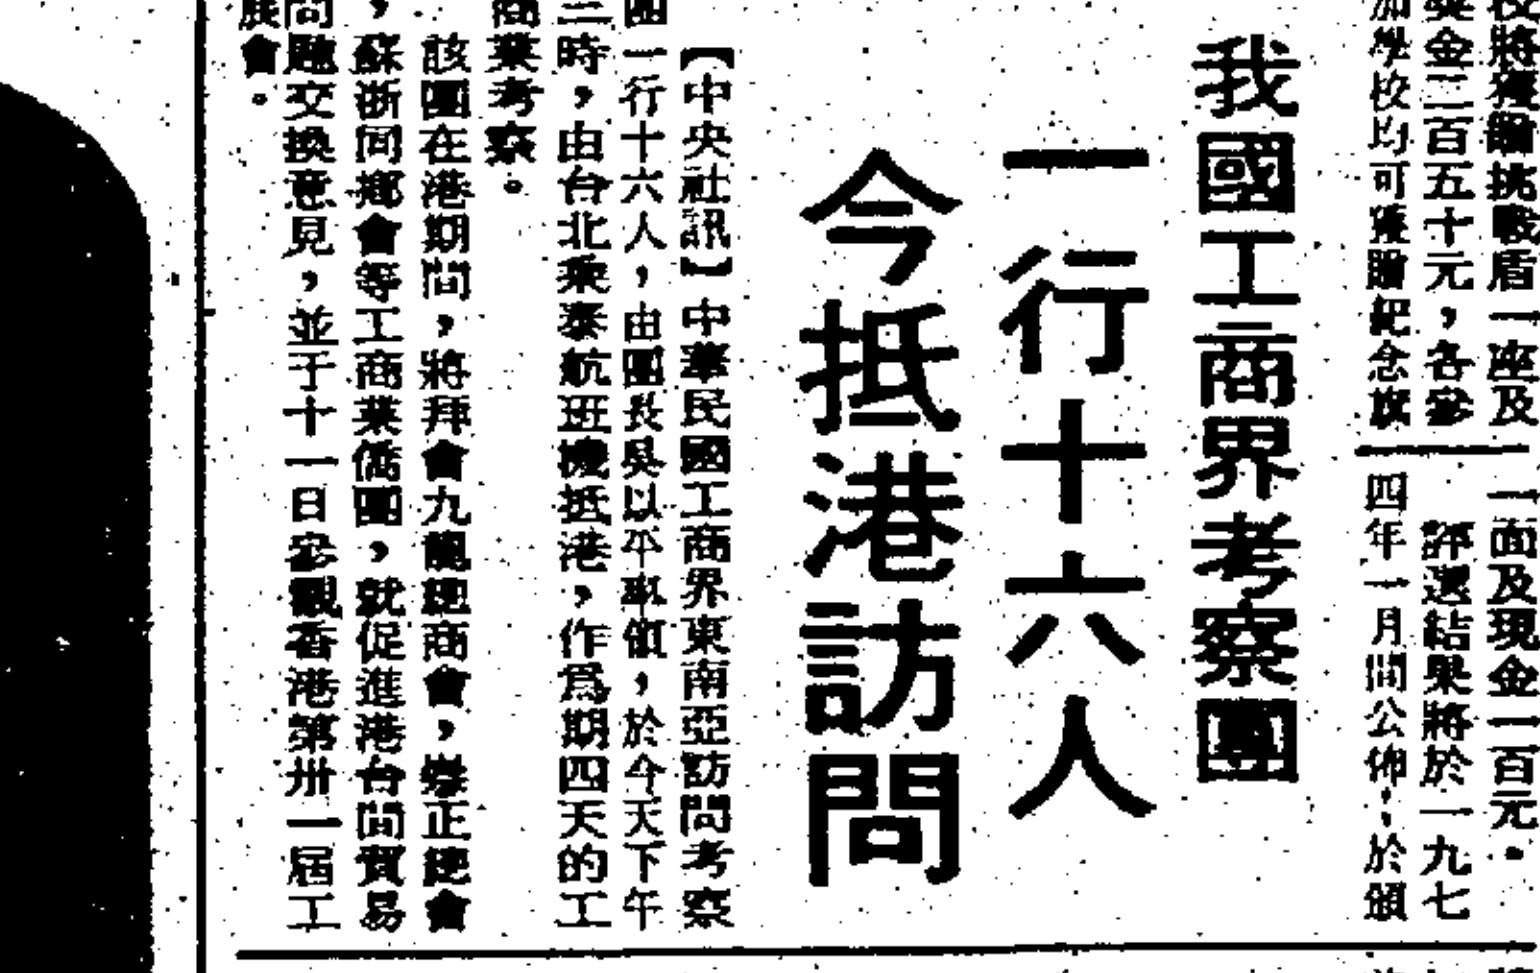 校將獲贈挑戰盾一座及
獎金三百五十元，各參
加學校均可獲贈紀念旗
一面及現金一百元。
評選結果將於一九七
四年一月間公佈，於頒
我國工商界考察團
一行十六人
今抵港訪問
【中央社訊】中華民國工商界東南亞訪問考察
團一行十六人，由團長吳以平率領，於今天下午
三時，由台北乘泰航班機抵港，作為期四天的工
商業考察。
該團在港期間，將拜會九龍總商會，崇正總會
，蘇浙同鄉會等工商業僑團，就促進港台間貿易
問題交換意見，並于十一日參觀香港第卅一屆工
展會。